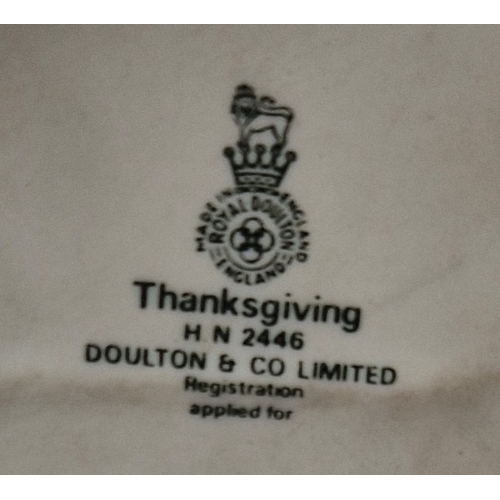 MADE IN ENGLAND
ROYAL DOULTON
ENGLAND
Thanksgiving
H N 2446
DOULTON & CO LIMITED
Registration
applied for